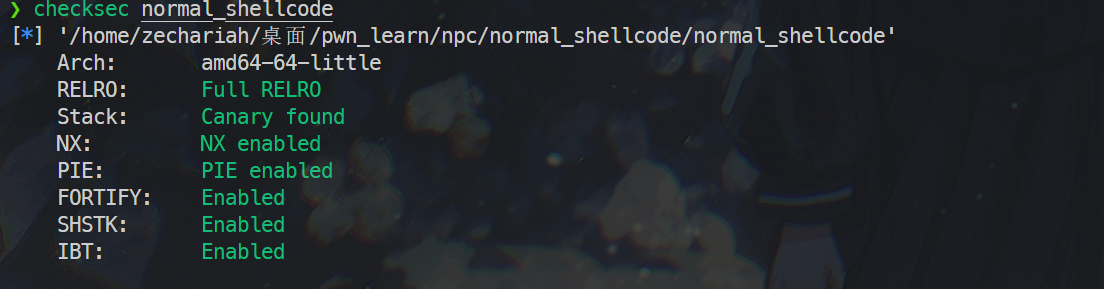 ❯ checksec normal_shellcode
[*] '/home/zechariah/桌面/pwn_learn/npc/normal_shellcode/normal_shellcode'
Arch: amd64-64-little
RELRO: Full RELRO
Stack: Canary found
NX: NX enabled
PIE: PIE enabled
FORTIFY: Enabled
SHSTK: Enabled
IBT: Enabled